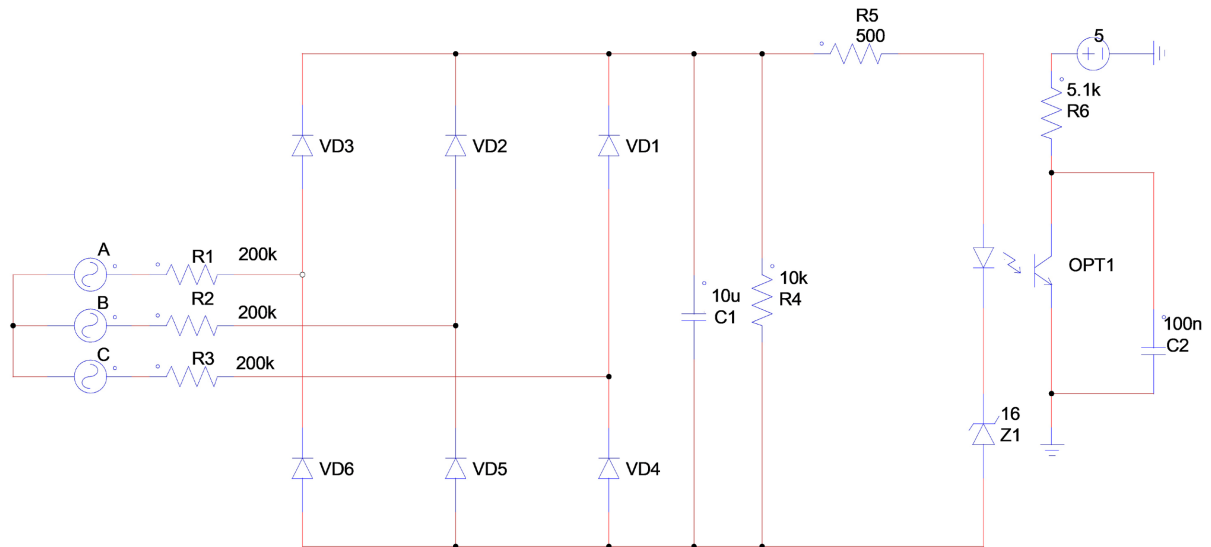 R5
500
5
5.1k
R6
VD3
VD2
VD1
A
R1
200k
B
R2
200k
C
R3
200k
10u
C1
10k
R4
OPT1
100n
C2
16
Z1
VD6
VD5
VD4